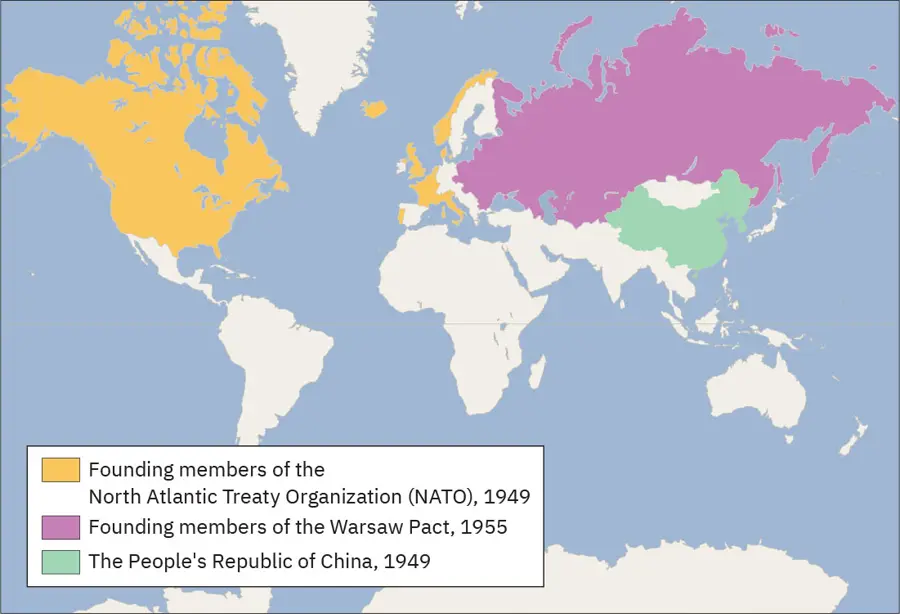 Founding members of the
North Atlantic Treaty Organization (NATO), 1949
Founding members of the Warsaw Pact, 1955
The People's Republic of China, 1949